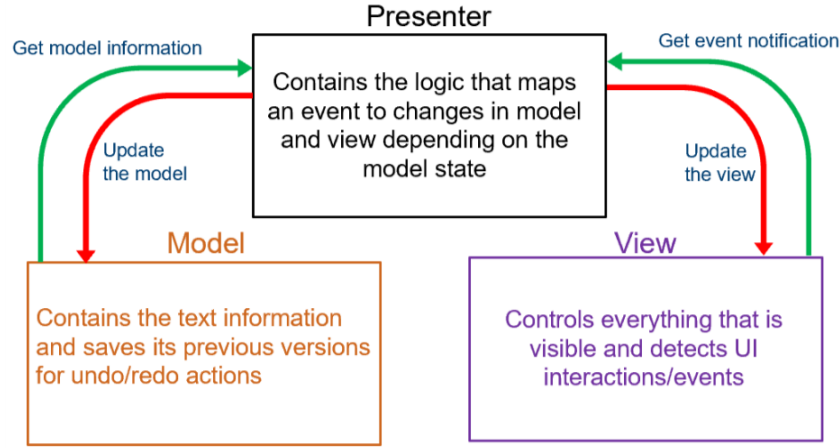 Presenter
Get model information
Get event notification
Contains the logic that maps
an event to changes in model
and view depending on the
model state
Update
the model
Update
the view
Model
View
Contains the text information
and saves its previous versions
for undo/redo actions
Controls everything that is
visible and detects UI
interactions/events